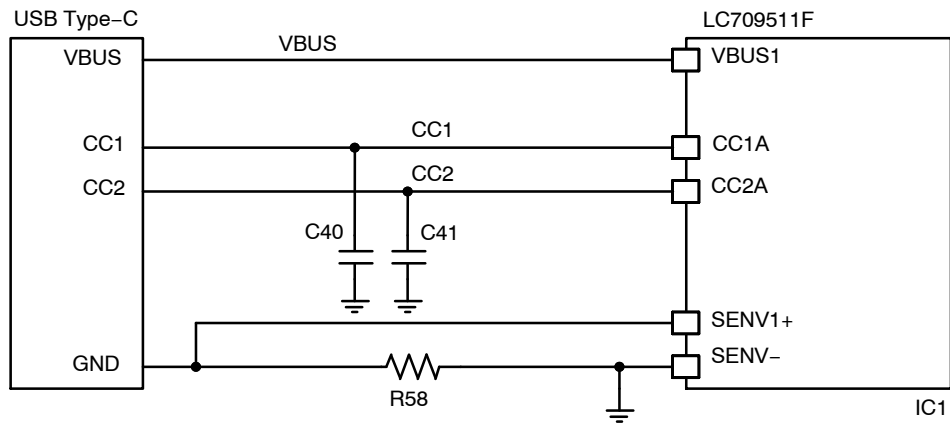 USB Type−C
LC709511F
VBUS
VBUS
VBUS1
CC1
CC1
CC1A
CC2
CC2
CC2A
C40
C41
SENV1+
GND
SENV−
R58
IC1